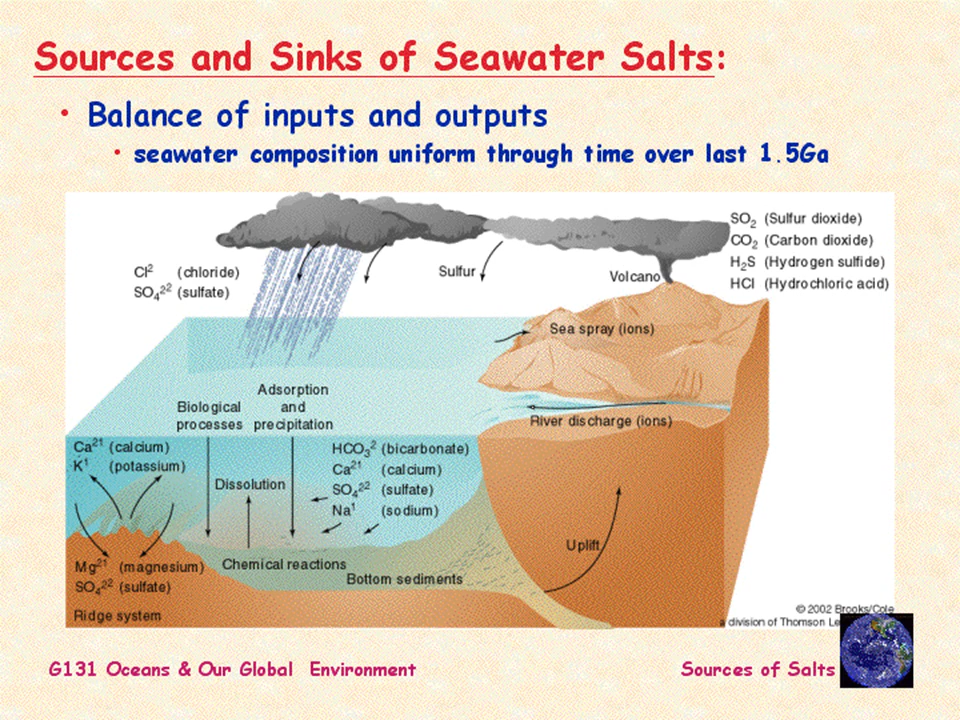 Sources and Sinks of Seawater Salts:
• Balance of inputs and outputs
• seawater composition uniform through time over last 1.5Ga
SO₂ (Sulfur dioxide)
CO₂ (Carbon dioxide)
H₂S (Hydrogen sulfide)
HCl (Hydrochloric acid)
Volcano
Sulfur
Cl² (chloride)
SO₄²² (sulfate)
Sea spray (ions)
River discharge (ions)
Biological
processes
Adsorption
and
precipitation
Ca²¹ (calcium)
K¹ (potassium)
Dissolution
HCO₃² (bicarbonate)
Ca²¹ (calcium)
SO₄²² (sulfate)
Na¹ (sodium)
Uplift
Mg²¹ (magnesium)
SO₄²² (sulfate)
Chemical reactions
Bottom sediments
Ridge system
© 2002 Brooks/Cole
a division of Thomson
G131 Oceans & Our Global Environment
Sources of Salts